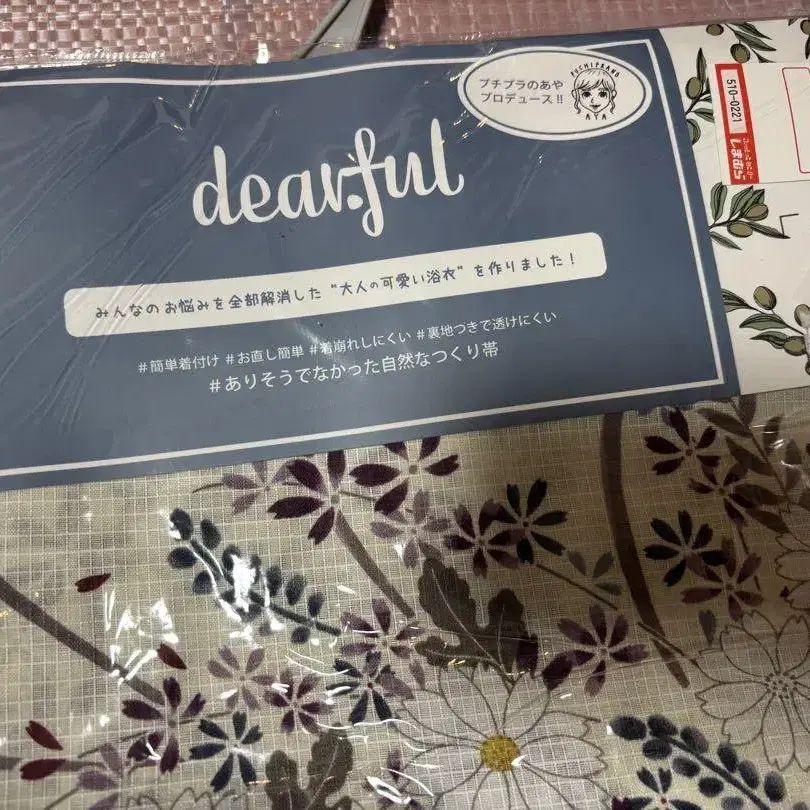 プチプラのあや
プロデュース!!
PUCHIPRAND
AYA
510-0221
しまむら
dear.ful
みんなのお悩みを全部解消した“大人の可愛い浴衣”を作りました！
#簡単着付け #お直し簡単 #着崩れしにくい #裏地つきで透けにくい
#ありそうでなかった自然なつくり帯